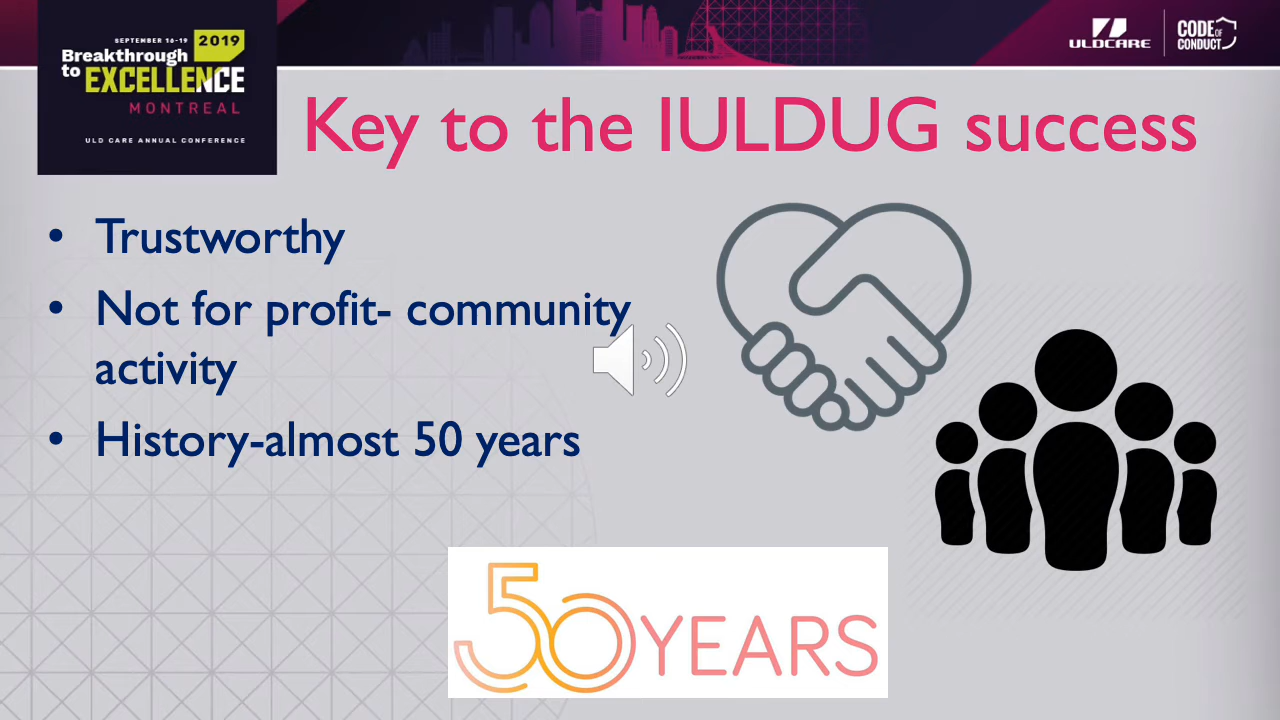 SEPTEMBER 16-19 2019
Breakthrough
to EXCELLENCE
MONTREAL
ULD CARE ANNUAL CONFERENCE
ULDCARE
CODE OF
CONDUCT
Key to the IULDUG success
• Trustworthy
• Not for profit- community
activity
• History-almost 50 years
50 YEARS